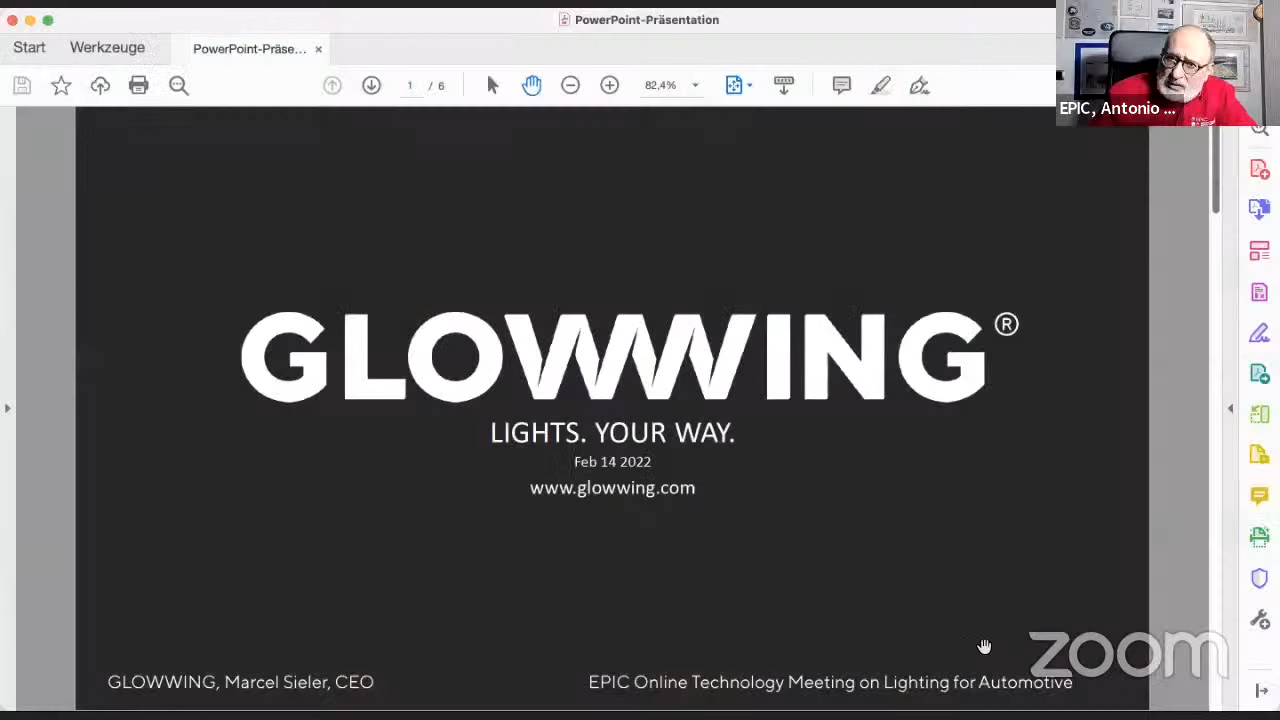 PowerPoint-Präsentation
Start
Werkzeuge
PowerPoint-Präse... ×
1 / 6
82,4%
EPIC, Antonio ...
GLOWWING®
LIGHTS. YOUR WAY.
Feb 14 2022
www.glowwing.com
zoom
GLOWWING, Marcel Sieler, CEO
EPIC Online Technology Meeting on Lighting for Automotive